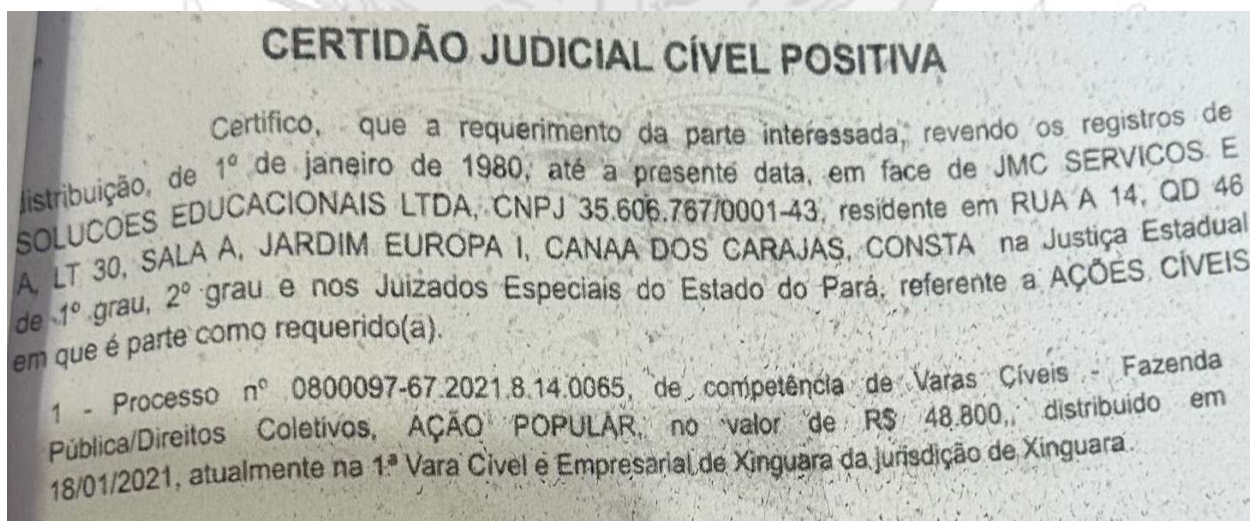 CERTIDÃO JUDICIAL CÍVEL POSITIVA
Certifico, que a requerimento da parte interessada, revendo os registros de
distribuição, de 1º de janeiro de 1980, até a presente data, em face de JMC SERVICOS E
SOLUCOES EDUCACIONAIS LTDA, CNPJ 35.606.767/0001-43, residente em RUA A 14, QD 46
A, LT 30, SALA A, JARDIM EUROPA I, CANAA DOS CARAJAS, CONSTA na Justiça Estadual
de 1º grau, 2º grau e nos Juizados Especiais do Estado do Pará, referente a AÇÕES CÍVEIS
em que é parte como requerido(a).
1 - Processo nº 0800097-67.2021.8.14.0065, de competência de Varas Cíveis - Fazenda
Pública/Direitos Coletivos, AÇÃO POPULAR, no valor de R$ 48.800,, distribuido em
18/01/2021, atualmente na 1ª Vara Cível e Empresarial de Xinguara da jurisdição de Xinguara.